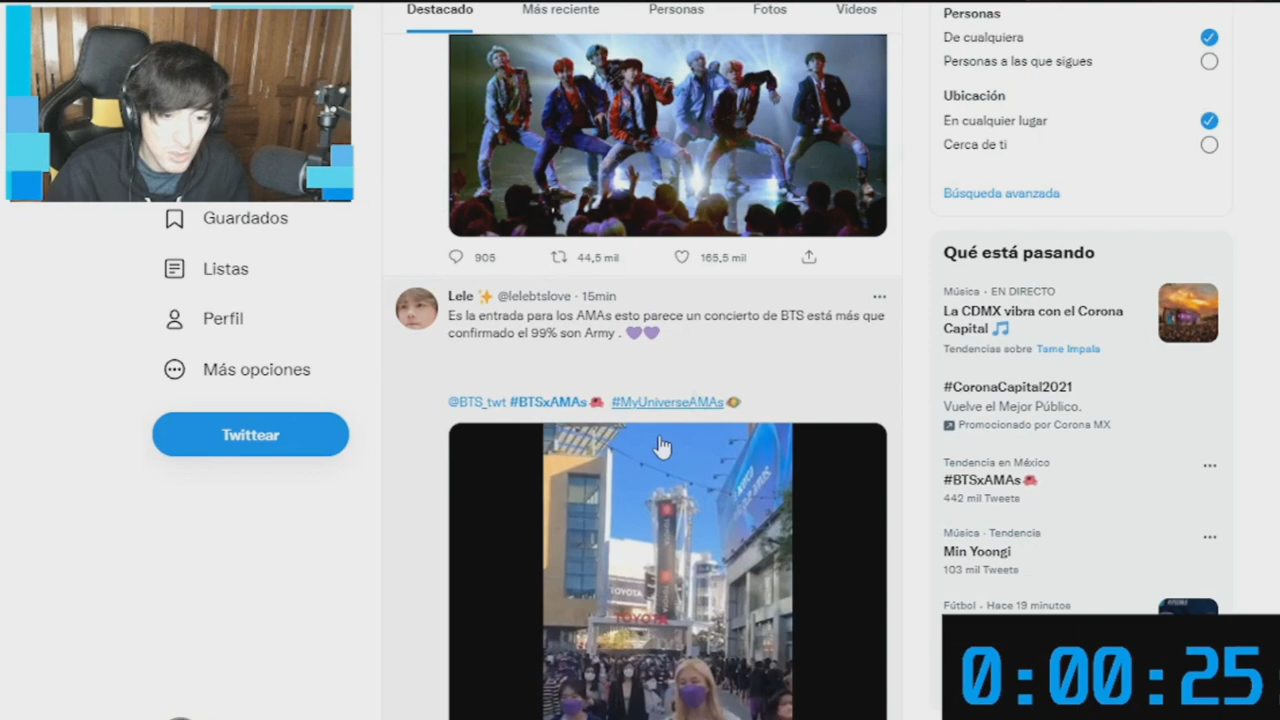 Destacado
Más reciente
Personas
Fotos
Videos
Guardados
Listas
Perfil
Más opciones
Twittear
905
44,5 mil
165,5 mil
Lele ✨ @lelebtslove · 15min
Es la entrada para los AMAs esto parece un concierto de BTS está más que
confirmado el 99% son Army . 💜💜
@BTS_twt #BTSxAMAs #MyUniverseAMAs
TOYOTA
TOYOTA
Personas
De cualquiera
Personas a las que sigues
Ubicación
En cualquier lugar
Cerca de ti
Búsqueda avanzada
Qué está pasando
Música · EN DIRECTO
La CDMX vibra con el Corona
Capital 🎵
Tendencias sobre Tame Impala
#CoronaCapital2021
Vuelve el Mejor Público.
Promocionado por Corona MX
Tendencia en México
#BTSxAMAs
442 mil Tweets
Música · Tendencia
Min Yoongi
103 mil Tweets
Fútbol · Hace 19 minutos
0:00:25